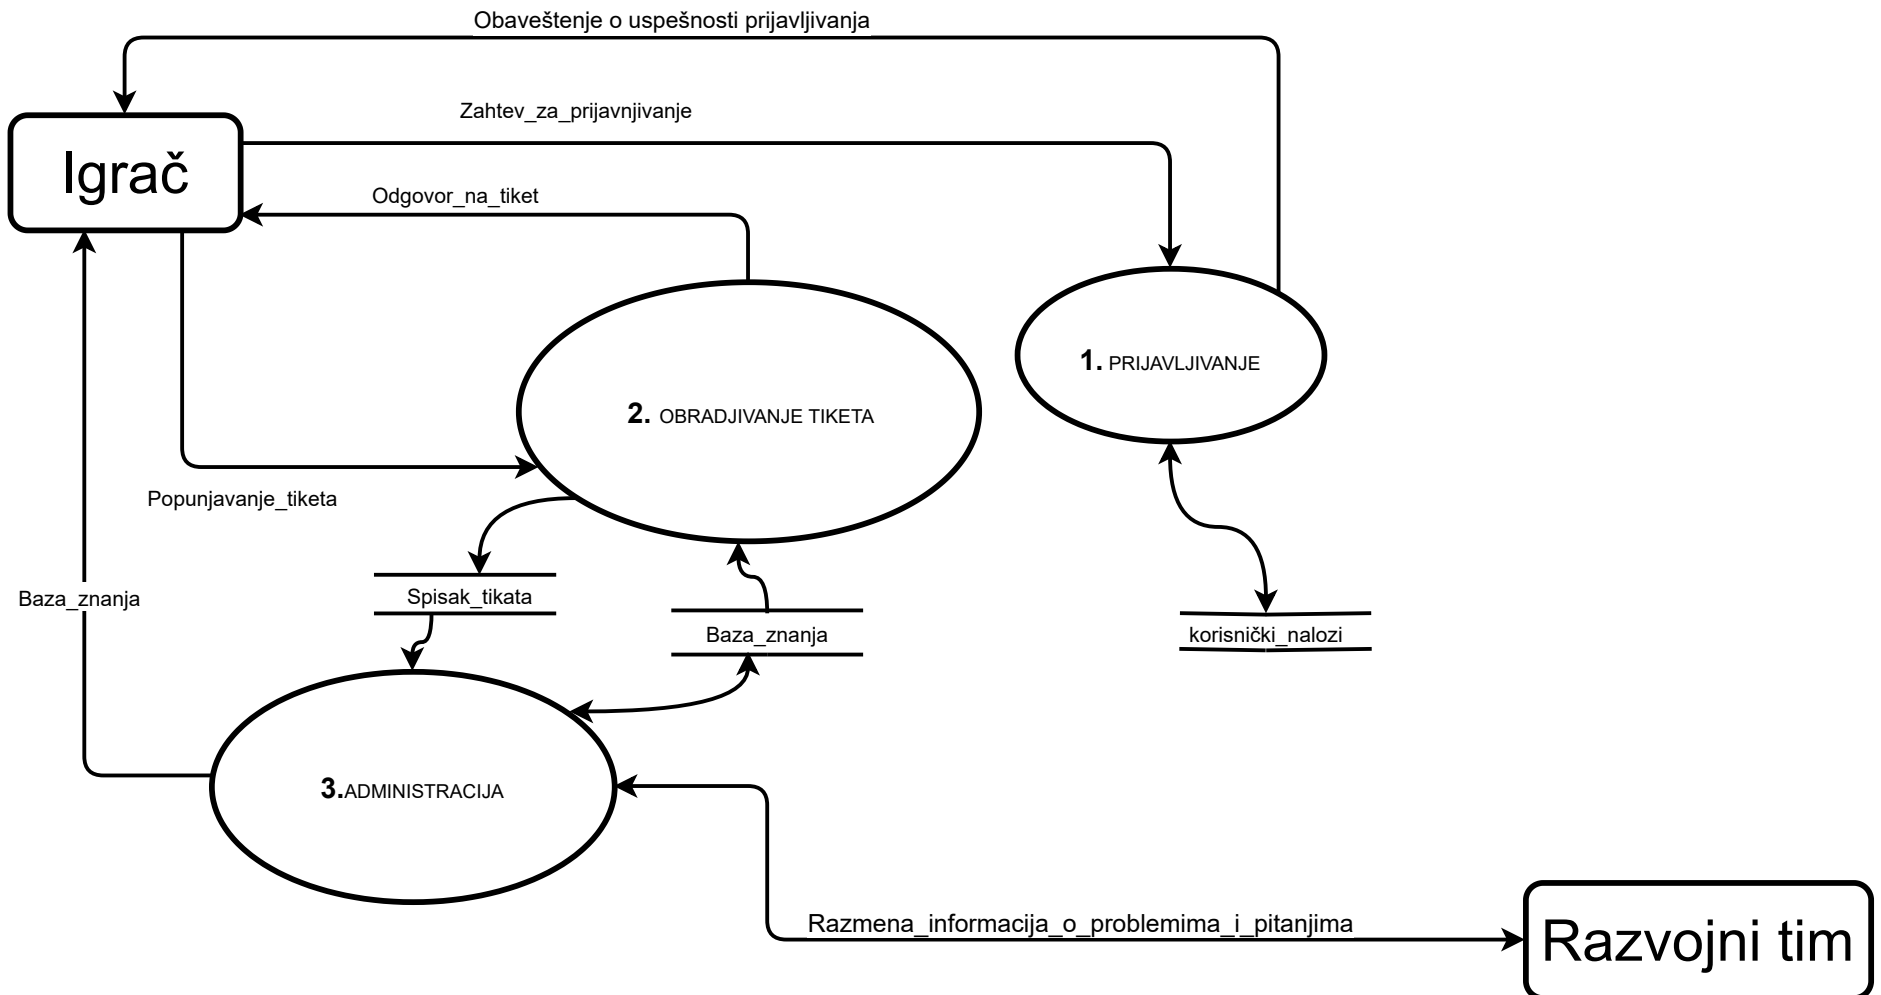 Obaveštenje o uspešnosti prijavljivanja
Zahtev_za_prijavnjivanje
Igrač
Odgovor_na_tiket
1. PRIJAVLJIVANJE
2. OBRADJIVANJE TIKETA
Popunjavanje_tiketa
Baza_znanja
Spisak_tikata
Baza_znanja
korisnički_nalozi
3.ADMINISTRACIJA
Razmena_informacija_o_problemima_i_pitanjima
Razvojni tim